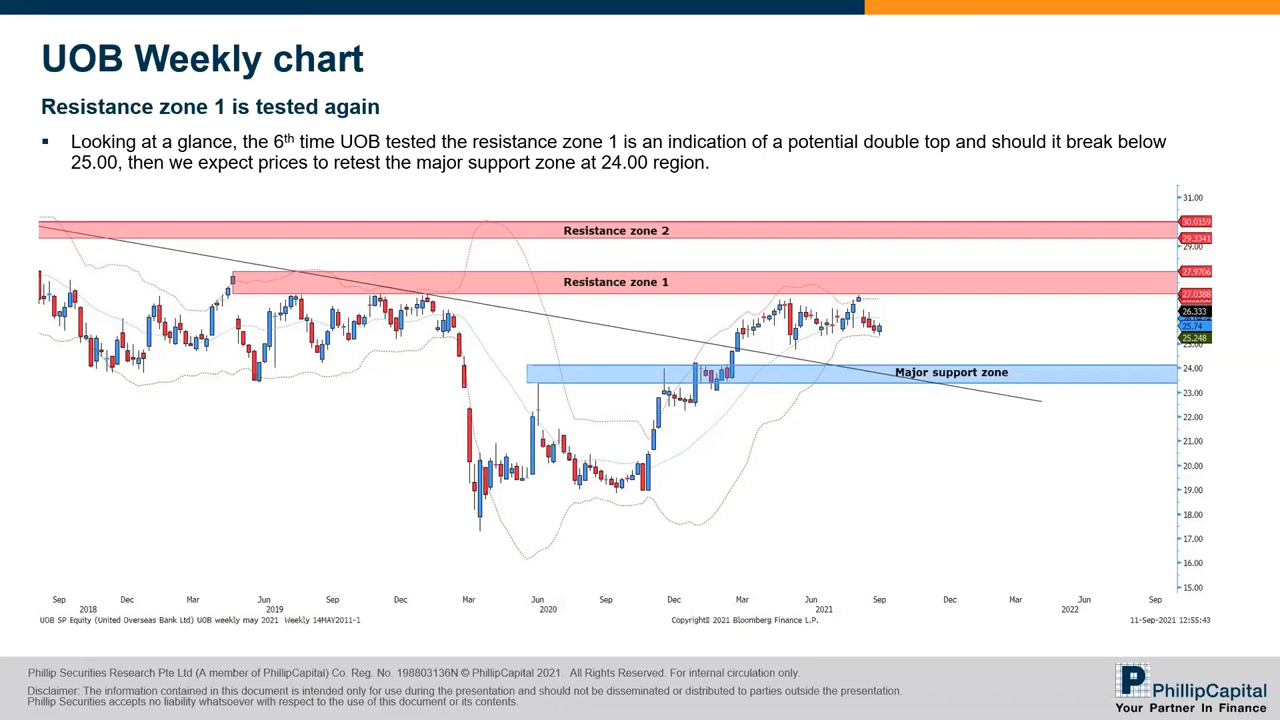 UOB Weekly chart
Resistance zone 1 is tested again
▪ Looking at a glance, the 6th time UOB tested the resistance zone 1 is an indication of a potential double top and should it break below
25.00, then we expect prices to retest the major support zone at 24.00 region.
31.00
Resistance zone 2
30.0159
29.3341
29.00
Resistance zone 1
27.9706
27.0388
26.333
25.74
25.248
25.00
24.00
Major support zone
23.00
22.00
21.00
20.00
19.00
18.00
17.00
16.00
15.00
Sep Dec Mar Jun Sep Dec Mar Jun Sep Dec Mar Jun Sep Dec Mar Jun Sep
2018 2019 2020 2021 2022
UOB SP Equity (United Overseas Bank Ltd) UOB weekly may 2021 Weekly 14MAY2011-1
Copyright© 2021 Bloomberg Finance L.P.
11-Sep-2021 12:55:43
Phillip Securities Research Pte Ltd (A member of PhillipCapital) Co. Reg. No. 198803136N © PhillipCapital 2021. All Rights Reserved. For internal circulation only.
Disclaimer: The information contained in this document is intended only for use during the presentation and should not be disseminated or distributed to parties outside the presentation.
Phillip Securities accepts no liability whatsoever with respect to the use of this document or its contents.
PhillipCapital
Your Partner In Finance